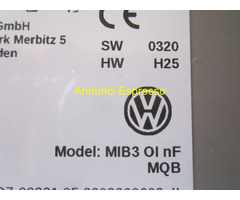 GmbH
rk Merbitz 5
den
SW 0320
HW H25
Annunci Espresso
Model: MIB3 OI nF
MQB